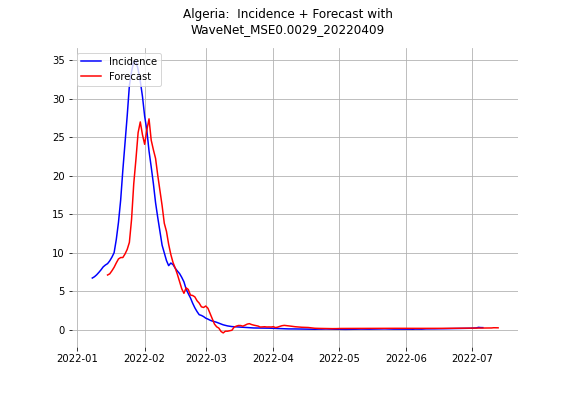 Algeria:  Incidence + Forecast with
WaveNet_MSE0.0029_20220409
Incidence
Forecast
35
30
25
20
15
10
5
0
2022-01 2022-02 2022-03 2022-04 2022-05 2022-06 2022-07